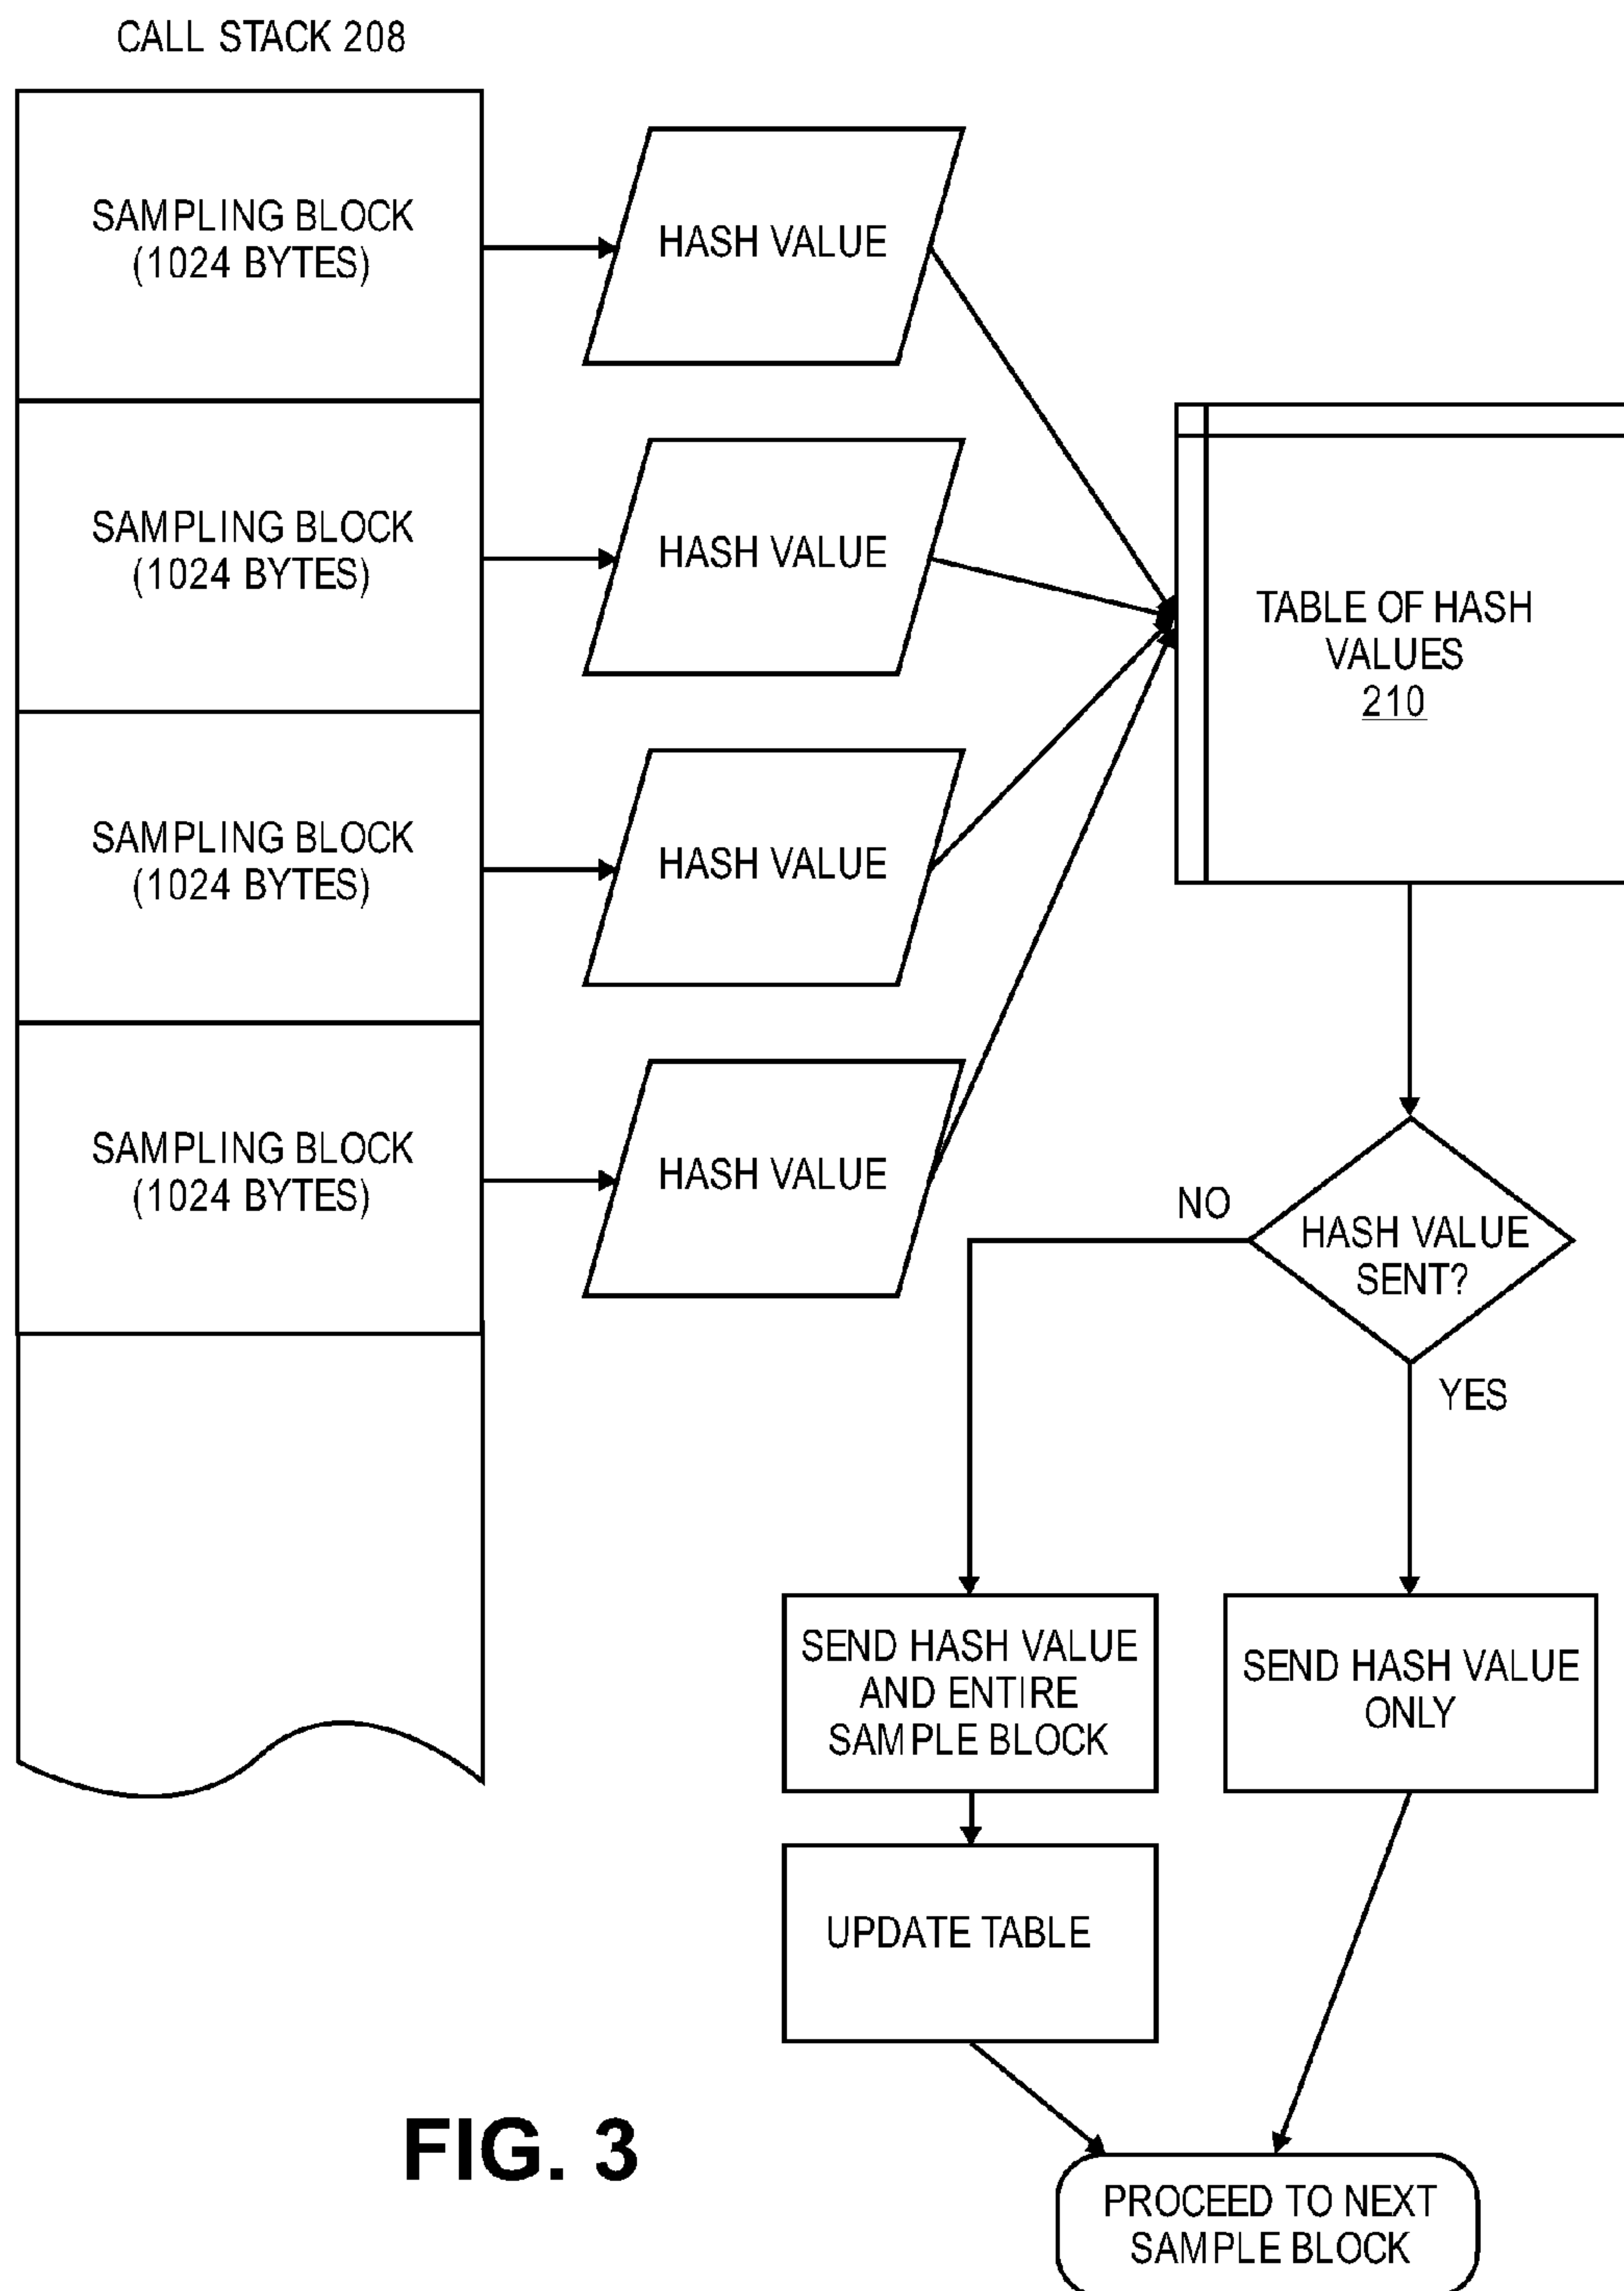 CALL STACK 208
SAMPLING BLOCK
(1024 BYTES)
HASH VALUE
SAMPLING BLOCK
(1024 BYTES)
HASH VALUE
SAMPLING BLOCK
(1024 BYTES)
HASH VALUE
SAMPLING BLOCK
(1024 BYTES)
HASH VALUE
TABLE OF HASH
VALUES
210
HASH VALUE
SENT?
NO
YES
SEND HASH VALUE
AND ENTIRE
SAMPLE BLOCK
SEND HASH VALUE
ONLY
UPDATE TABLE
PROCEED TO NEXT
SAMPLE BLOCK
FIG. 3